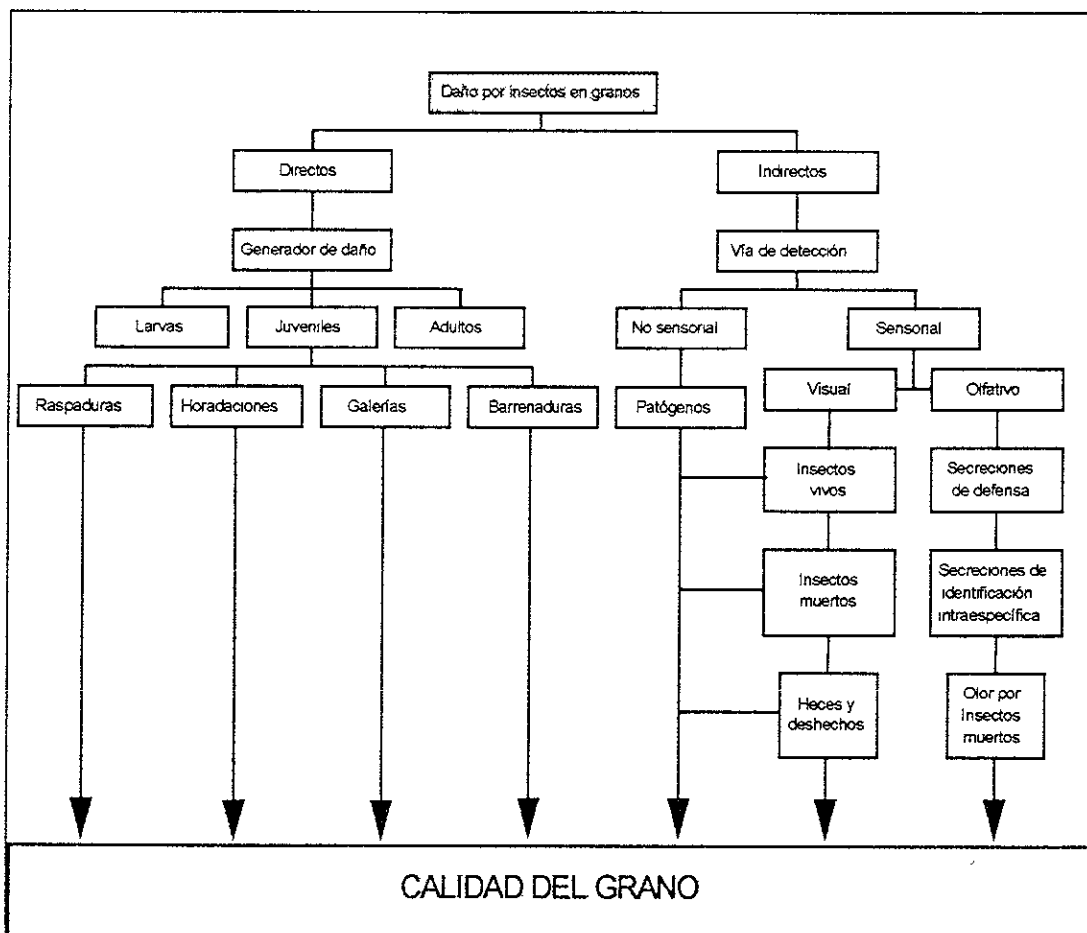 Daño por insectos en granos
Directos
Indirectos
Generador de daño
Vía de detección
Larvas
Juveniles
Adultos
No sensorial
Sensorial
Raspaduras
Horadaciones
Galerías
Barrenaduras
Patógenos
Visual
Olfativo
Insectos
vivos
Secreciones
de defensa
Insectos
muertos
Secreciones de
identificación
intraespecífica
Heces y
deshechos
Olor por
insectos
muertos
CALIDAD DEL GRANO